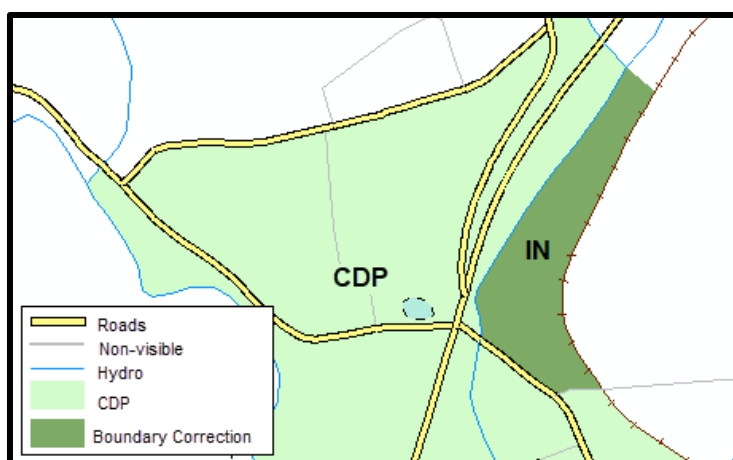 IN
CDP
Roads
Non-visible
Hydro
CDP
Boundary Correction